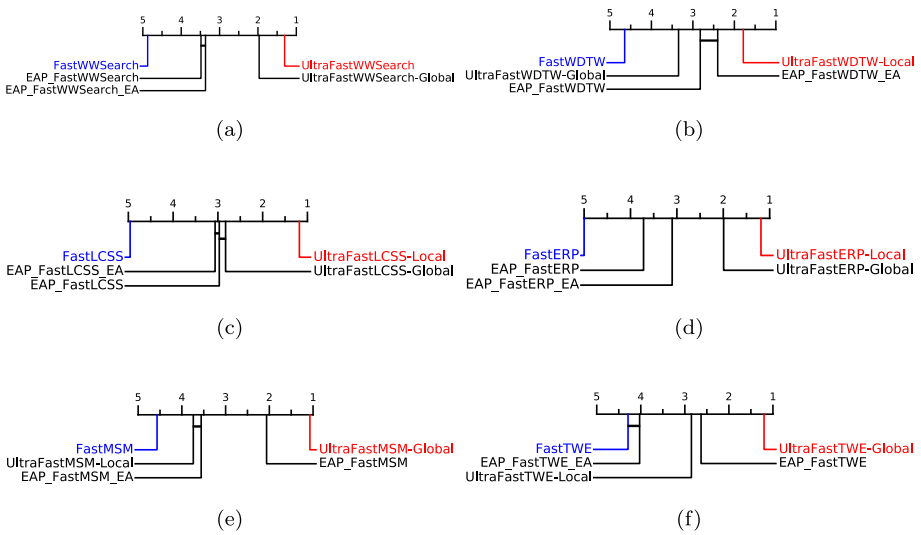 5 4 3 2 1
FastWWSearch
EAP_FastWWSearch
EAP_FastWWSearch_EA
UltraFastWWSearch
UltraFastWWSearch-Global
(a)
5 4 3 2 1
FastWDTW
UltraFastWDTW-Global
EAP_FastWDTW
UltraFastWDTW-Local
EAP_FastWDTW_EA
(b)
5 4 3 2 1
FastLCSS
EAP_FastLCSS_EA
EAP_FastLCSS
UltraFastLCSS-Local
UltraFastLCSS-Global
(c)
5 4 3 2 1
FastERP
EAP_FastERP
EAP_FastERP_EA
UltraFastERP-Local
UltraFastERP-Global
(d)
5 4 3 2 1
FastMSM
UltraFastMSM-Local
EAP_FastMSM_EA
UltraFastMSM-Global
EAP_FastMSM
(e)
5 4 3 2 1
FastTWE
EAP_FastTWE_EA
UltraFastTWE-Local
UltraFastTWE-Global
EAP_FastTWE
(f)